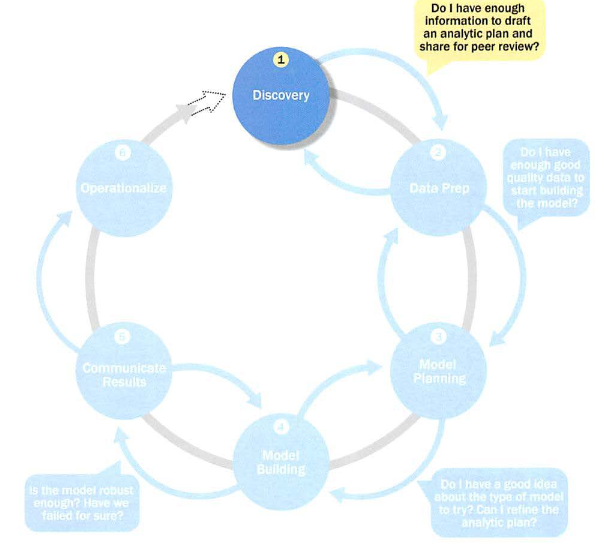 Do I have enough
information to draft
an analytic plan and
share for peer review?
1
Discovery
2
Data Prep
Do I have
enough good
quality data to
start building
the model?
3
Model
Planning
Do I have a good idea
about the type of model
to try? Can I refine the
analytic plan?
4
Model
Building
Is the model robust
enough? Have we
failed for sure?
5
Communicate
Results
6
Operationalize